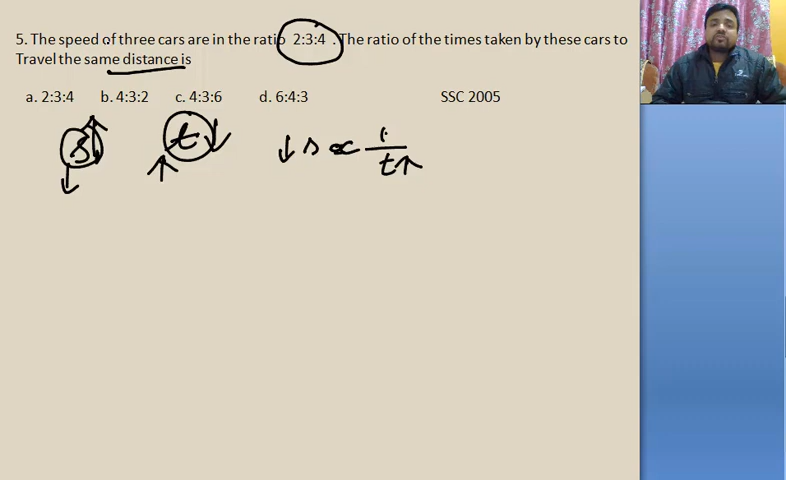 5. The speed of three cars are in the ratio 2:3:4 .The ratio of the times taken by these cars to
Travel the same distance is
a. 2:3:4 b. 4:3:2 c. 4:3:6 d. 6:4:3 SSC 2005
s↑↓ t↓↑ ↓ s ∝ 1/t↑